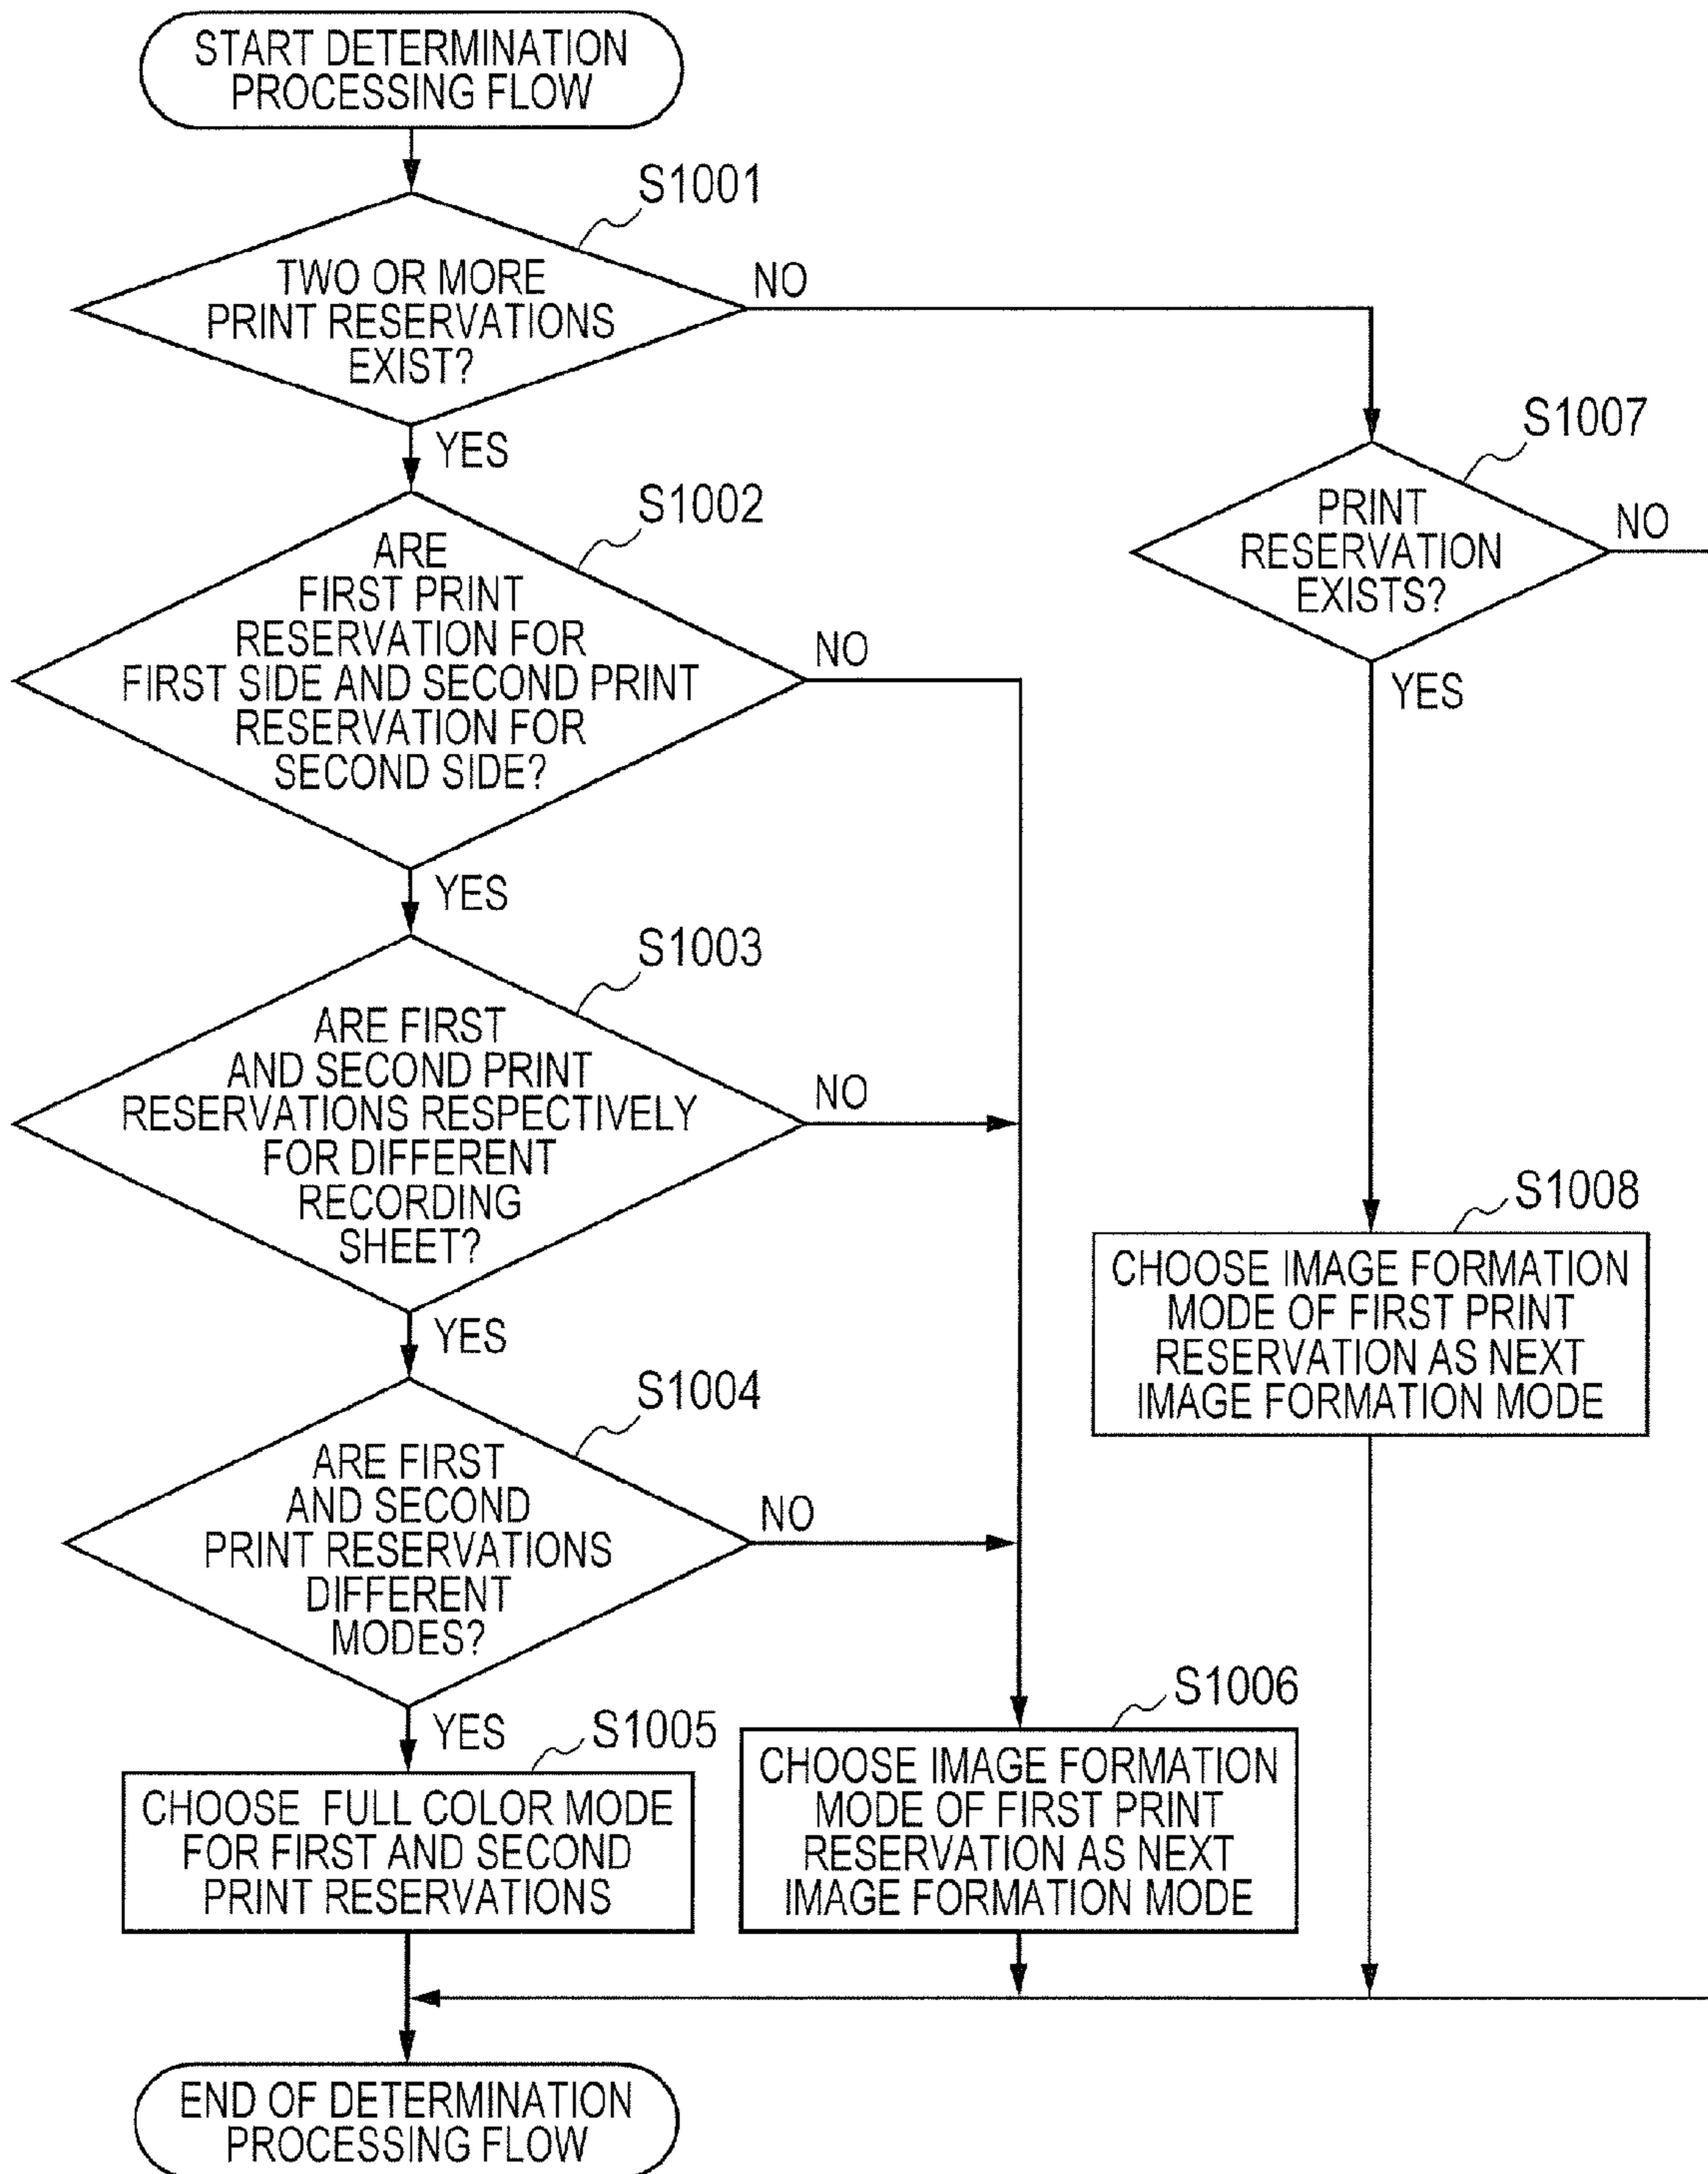 START DETERMINATION
PROCESSING FLOW
S1001
TWO OR MORE
PRINT RESERVATIONS
EXIST?
NO
YES
S1002
ARE
FIRST PRINT
RESERVATION FOR
FIRST SIDE AND SECOND PRINT
RESERVATION FOR
SECOND SIDE?
NO
YES
S1003
ARE FIRST
AND SECOND PRINT
RESERVATIONS RESPECTIVELY
FOR DIFFERENT
RECORDING
SHEET?
NO
YES
S1004
ARE FIRST
AND SECOND
PRINT RESERVATIONS
DIFFERENT
MODES?
NO
YES
S1005
CHOOSE FULL COLOR MODE
FOR FIRST AND SECOND
PRINT RESERVATIONS
S1006
CHOOSE IMAGE FORMATION
MODE OF FIRST PRINT
RESERVATION AS NEXT
IMAGE FORMATION MODE
S1007
PRINT
RESERVATION
EXISTS?
NO
YES
S1008
CHOOSE IMAGE FORMATION
MODE OF FIRST PRINT
RESERVATION AS NEXT
IMAGE FORMATION MODE
END OF DETERMINATION
PROCESSING FLOW